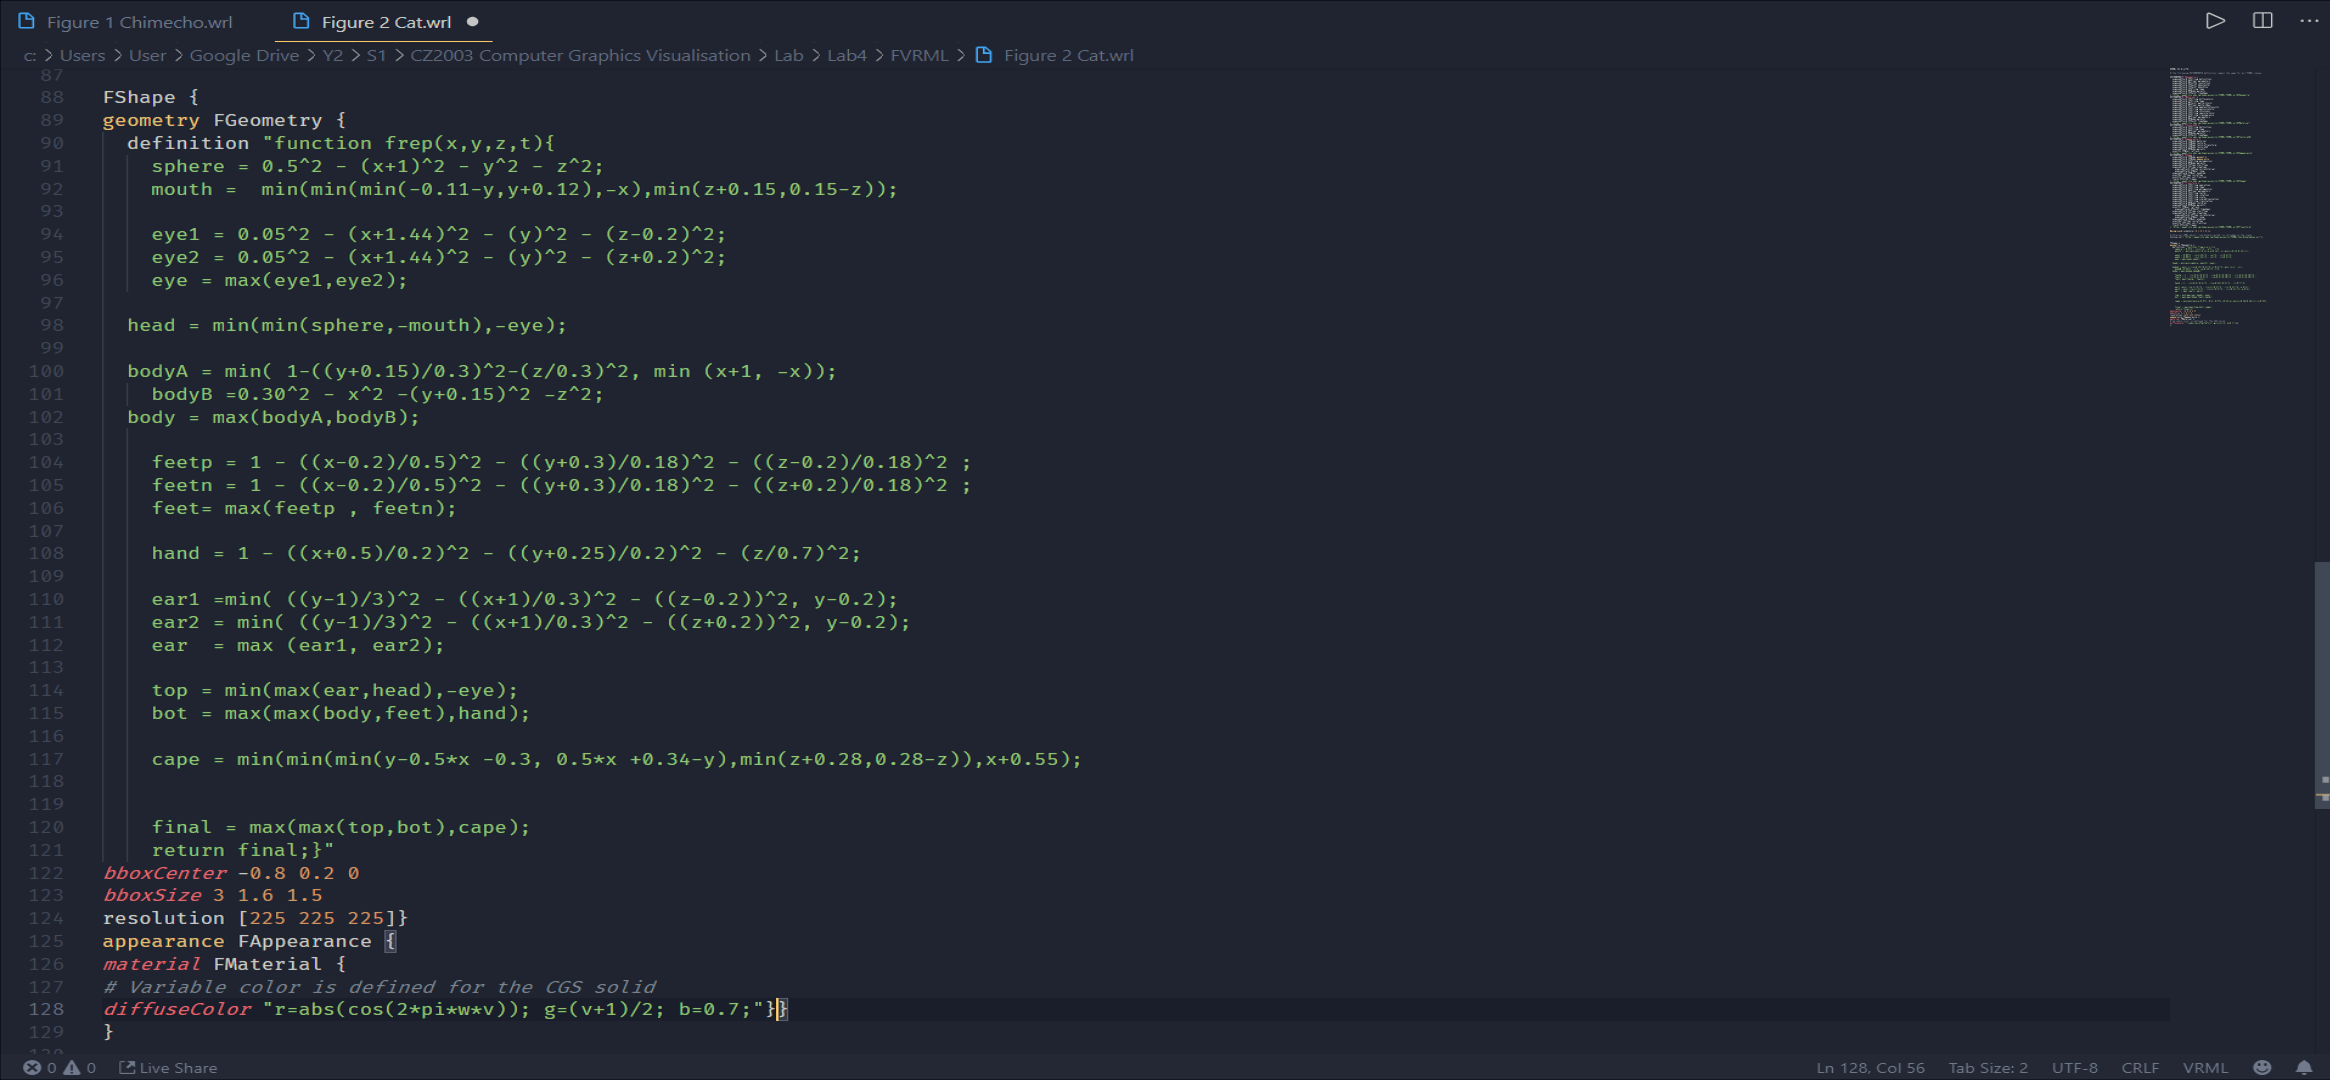 Figure 1 Chimecho.wrl
Figure 2 Cat.wrl
c: > Users > User > Google Drive > Y2 > S1 > CZ2003 Computer Graphics Visualisation > Lab > Lab4 > FVRML > Figure 2 Cat.wrl
87
88 FShape {
89 geometry FGeometry {
90 definition "function frep(x,y,z,t){
91 sphere = 0.5^2 - (x+1)^2 - y^2 - z^2;
92 mouth =  min(min(min(-0.11-y,y+0.12),-x),min(z+0.15,0.15-z));
93
94 eye1 = 0.05^2 - (x+1.44)^2 - (y)^2 - (z-0.2)^2;
95 eye2 = 0.05^2 - (x+1.44)^2 - (y)^2 - (z+0.2)^2;
96 eye = max(eye1,eye2);
97
98 head = min(min(sphere,-mouth),-eye);
99
100 bodyA = min( 1-((y+0.15)/0.3)^2-(z/0.3)^2, min (x+1, -x));
101 bodyB =0.30^2 - x^2 -(y+0.15)^2 -z^2;
102 body = max(bodyA,bodyB);
103
104 feetp = 1 - ((x-0.2)/0.5)^2 - ((y+0.3)/0.18)^2 - ((z-0.2)/0.18)^2 ;
105 feetn = 1 - ((x-0.2)/0.5)^2 - ((y+0.3)/0.18)^2 - ((z+0.2)/0.18)^2 ;
106 feet= max(feetp , feetn);
107
108 hand = 1 - ((x+0.5)/0.2)^2 - ((y+0.25)/0.2)^2 - (z/0.7)^2;
109
110 ear1 =min( ((y-1)/3)^2 - ((x+1)/0.3)^2 - ((z-0.2))^2, y-0.2);
111 ear2 = min( ((y-1)/3)^2 - ((x+1)/0.3)^2 - ((z+0.2))^2, y-0.2);
112 ear  = max (ear1, ear2);
113
114 top = min(max(ear,head),-eye);
115 bot = max(max(body,feet),hand);
116
117 cape = min(min(min(y-0.5*x -0.3, 0.5*x +0.34-y),min(z+0.28,0.28-z)),x+0.55);
118
119
120 final = max(max(top,bot),cape);
121 return final;}"
122 bboxCenter -0.8 0.2 0
123 bboxSize 3 1.6 1.5
124 resolution [225 225 225]}
125 appearance FAppearance {
126 material FMaterial {
127 # Variable color is defined for the CGS solid
128 diffuseColor "r=abs(cos(2*pi*w*v)); g=(v+1)/2; b=0.7;"}}
129 }
0 0 Live Share
Ln 128, Col 56 Tab Size: 2 UTF-8 CRLF VRML